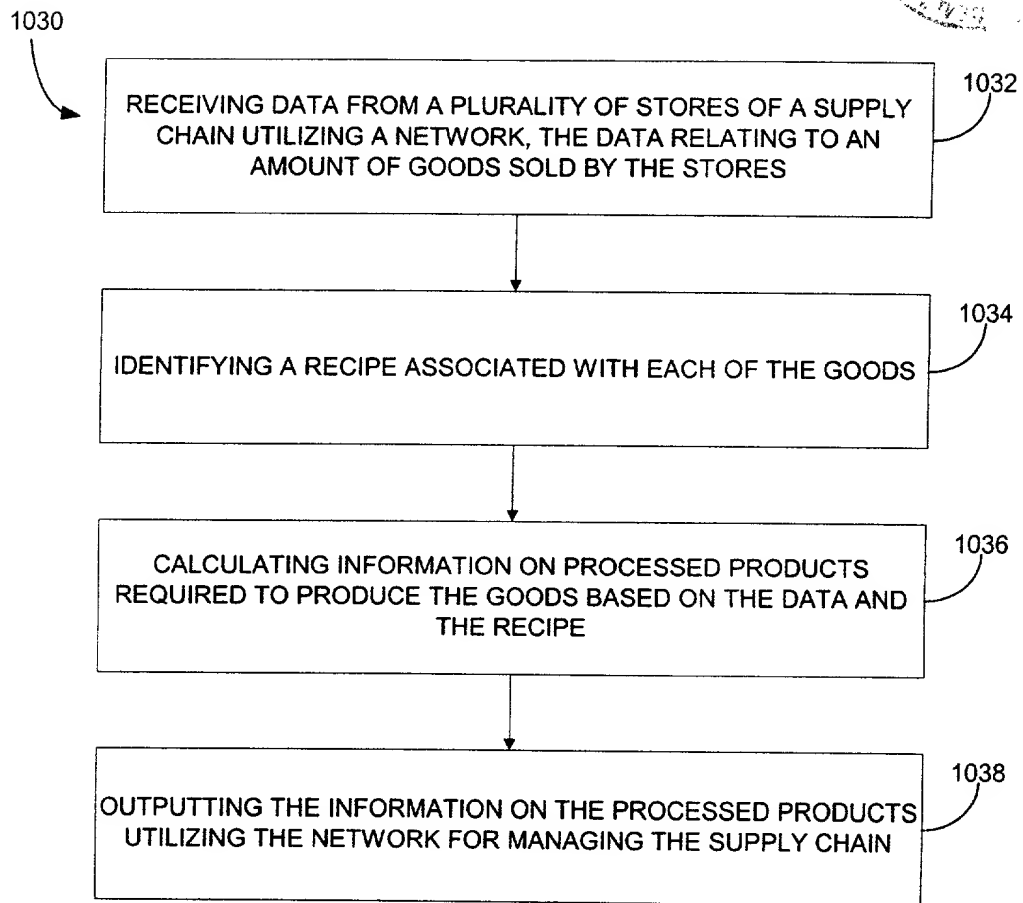 1030
1032
RECEIVING DATA FROM A PLURALITY OF STORES OF A SUPPLY
CHAIN UTILIZING A NETWORK, THE DATA RELATING TO AN
AMOUNT OF GOODS SOLD BY THE STORES
1034
IDENTIFYING A RECIPE ASSOCIATED WITH EACH OF THE GOODS
1036
CALCULATING INFORMATION ON PROCESSED PRODUCTS
REQUIRED TO PRODUCE THE GOODS BASED ON THE DATA AND
THE RECIPE
1038
OUTPUTTING THE INFORMATION ON THE PROCESSED PRODUCTS
UTILIZING THE NETWORK FOR MANAGING THE SUPPLY CHAIN